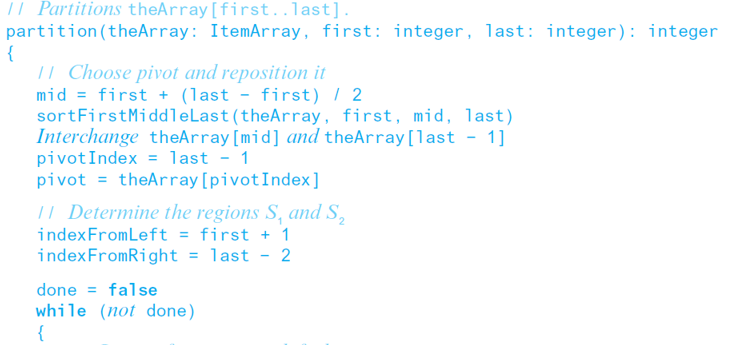 // Partitions theArray[first..last].
partition(theArray: ItemArray, first: integer, last: integer): integer
{
// Choose pivot and reposition it
mid = first + (last − first) / 2
sortFirstMiddleLast(theArray, first, mid, last)
Interchange theArray[mid] and theArray[last − 1]
pivotIndex = last − 1
pivot = theArray[pivotIndex]
// Determine the regions S₁ and S₂
indexFromLeft = first + 1
indexFromRight = last − 2
done = false
while (not done)
{